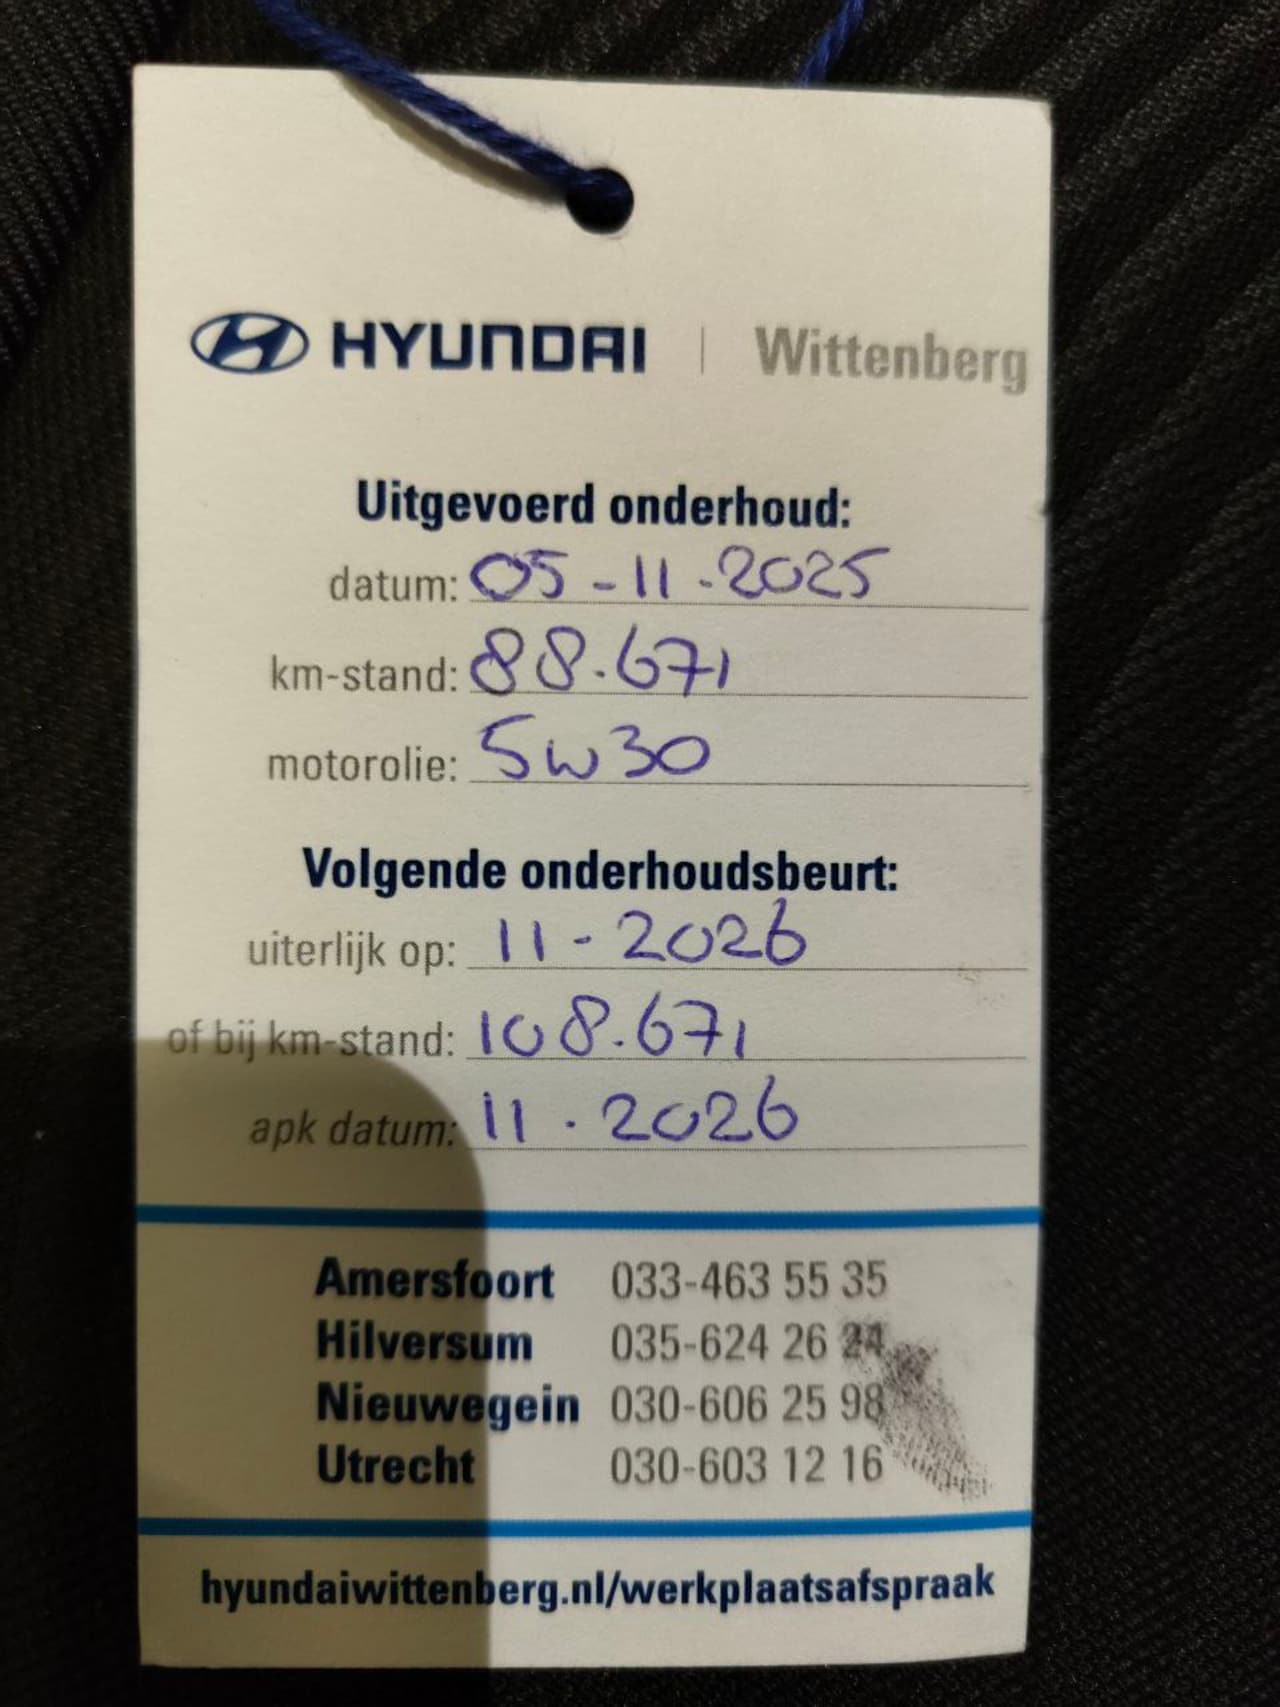 HYUNDAI | Wittenberg
Uitgevoerd onderhoud:
datum: 05-11.2025
km-stand: 88.671
motorolie: 5w30
Volgende onderhoudsbeurt:
uiterlijk op: 11-2026
of bij km-stand: 108.671
apk datum: 11.2026
Amersfoort 033-463 55 35
Hilversum 035-624 26 24
Nieuwegein 030-606 25 98
Utrecht 030-603 12 16
hyundaiwittenberg.nl/werkplaatsafspraak